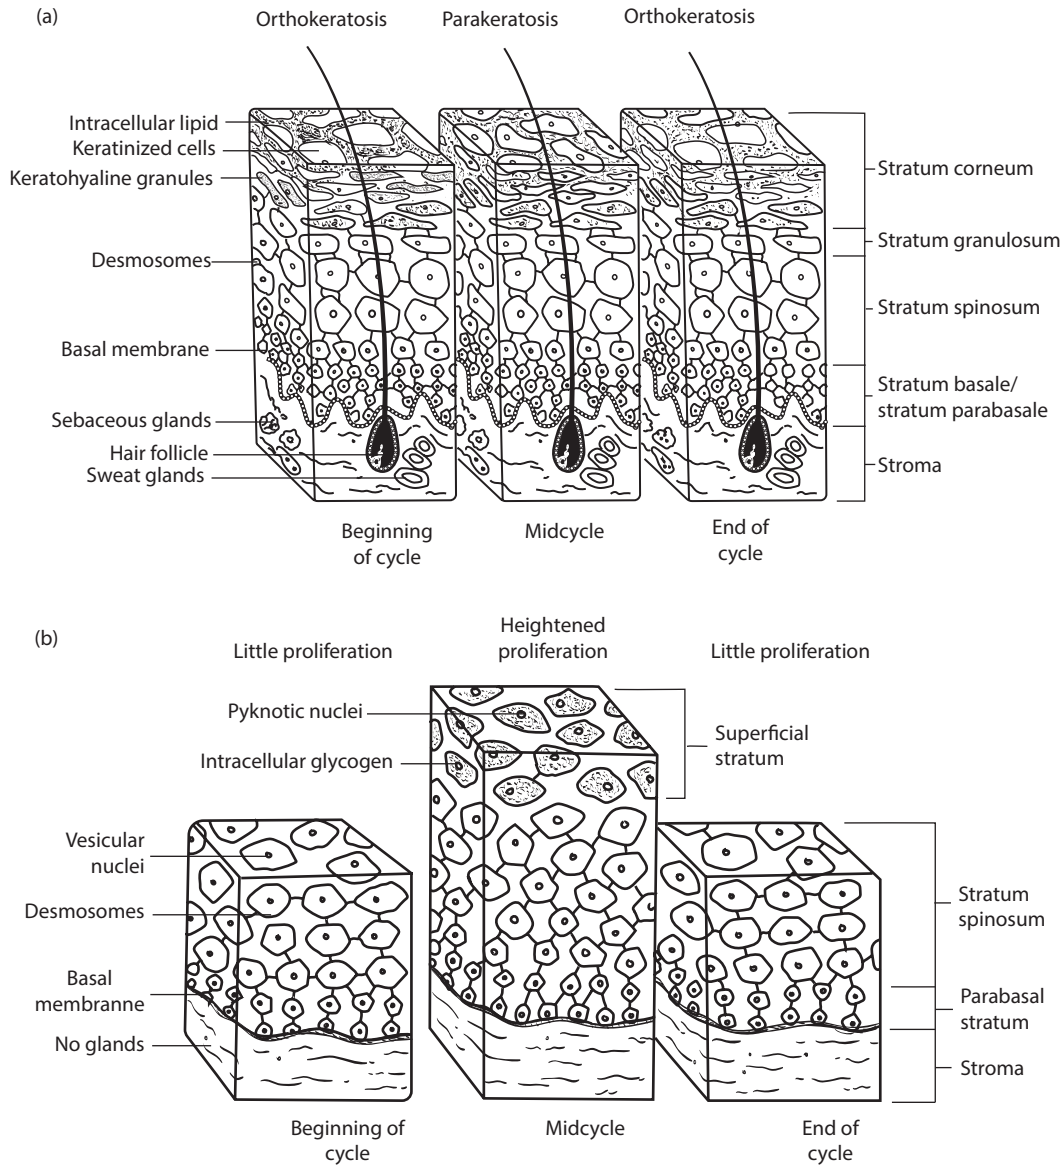 (a)
Orthokeratosis
Parakeratosis
Orthokeratosis
Intracellular lipid
Keratinized cells
Keratohyaline granules
Desmosomes
Basal membrane
Sebaceous glands
Hair follicle
Sweat glands
Stratum corneum
Stratum granulosum
Stratum spinosum
Stratum basale/
stratum parabasale
Stroma
Beginning
of cycle
Midcycle
End of
cycle
(b)
Little proliferation
Heightened
proliferation
Little proliferation
Pyknotic nuclei
Intracellular glycogen
Superficial
stratum
Vesicular
nuclei
Desmosomes
Basal
membranne
No glands
Stratum
spinosum
Parabasal
stratum
Stroma
Beginning of
cycle
Midcycle
End of
cycle